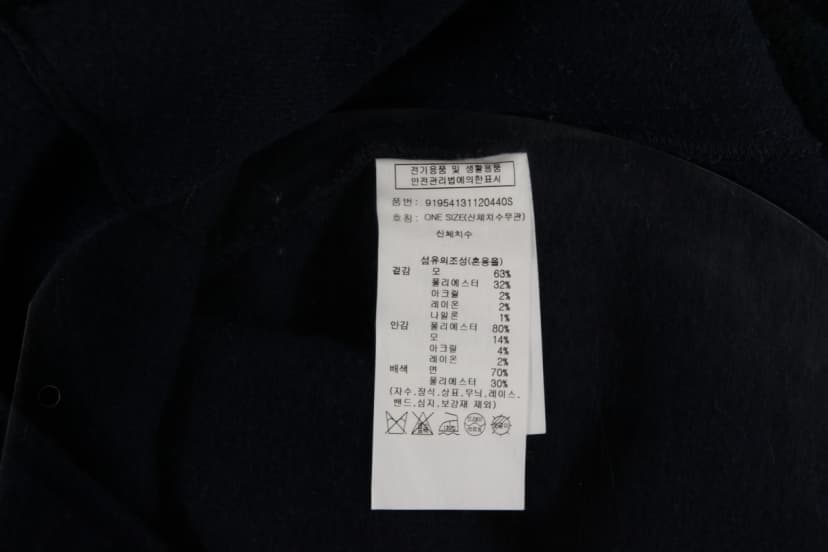 전기용품 및 생활용품
안전관리법에의한표시
품번: 91954131120440S
호칭: ONE SIZE(신체치수무관)
신체치수
섬유의조성(혼용율)
겉감 모 63%
폴리에스터 32%
아크릴 2%
레이온 2%
나일론 1%
안감 폴리에스터 80%
모 14%
아크릴 4%
레이온 2%
배색 면 70%
폴리에스터 30%
(자수,장식,상표,무늬,레이스,
밴드,심지,보강재 제외)